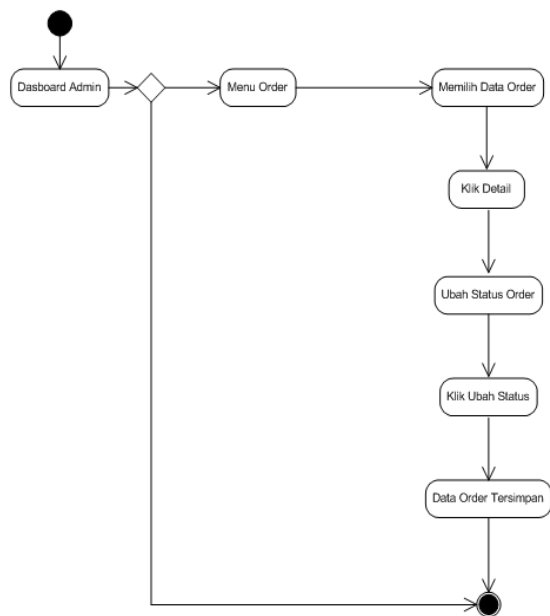 Dasboard Admin
Menu Order
Memilih Data Order
Klik Detail
Ubah Status Order
Klik Ubah Status
Data Order Tersimpan